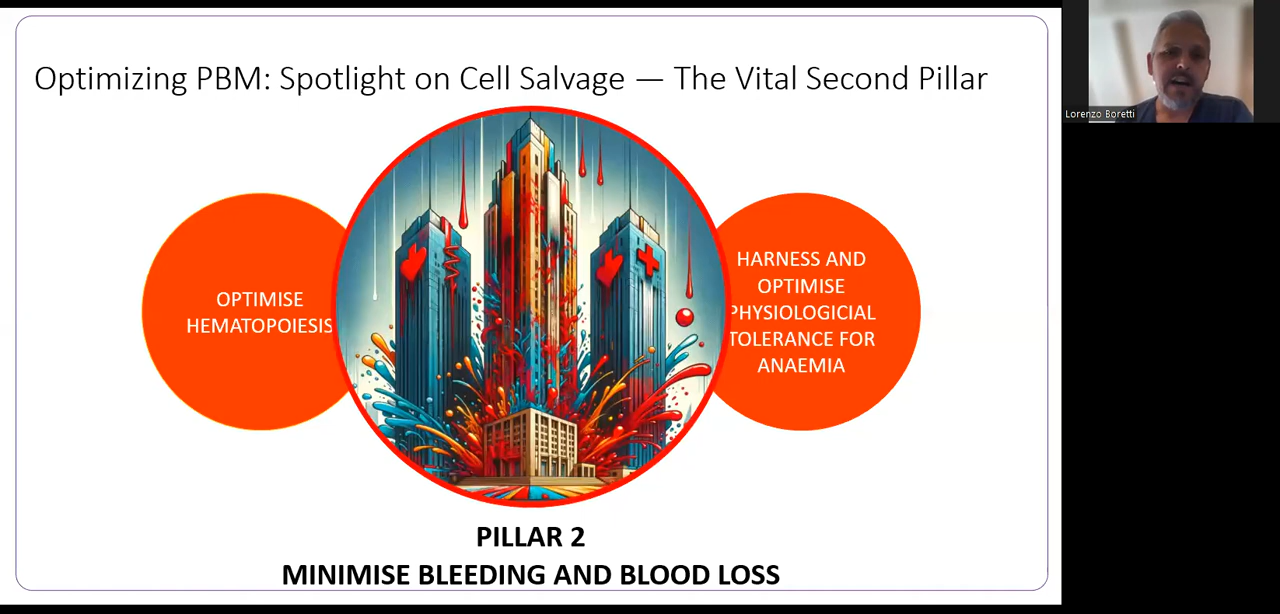 Optimizing PBM: Spotlight on Cell Salvage — The Vital Second Pillar
OPTIMISE
HEMATOPOIESIS
HARNESS AND
OPTIMISE
PHYSIOLOGICIAL
TOLERANCE FOR
ANAEMIA
PILLAR 2
MINIMISE BLEEDING AND BLOOD LOSS
Lorenzo Boretti